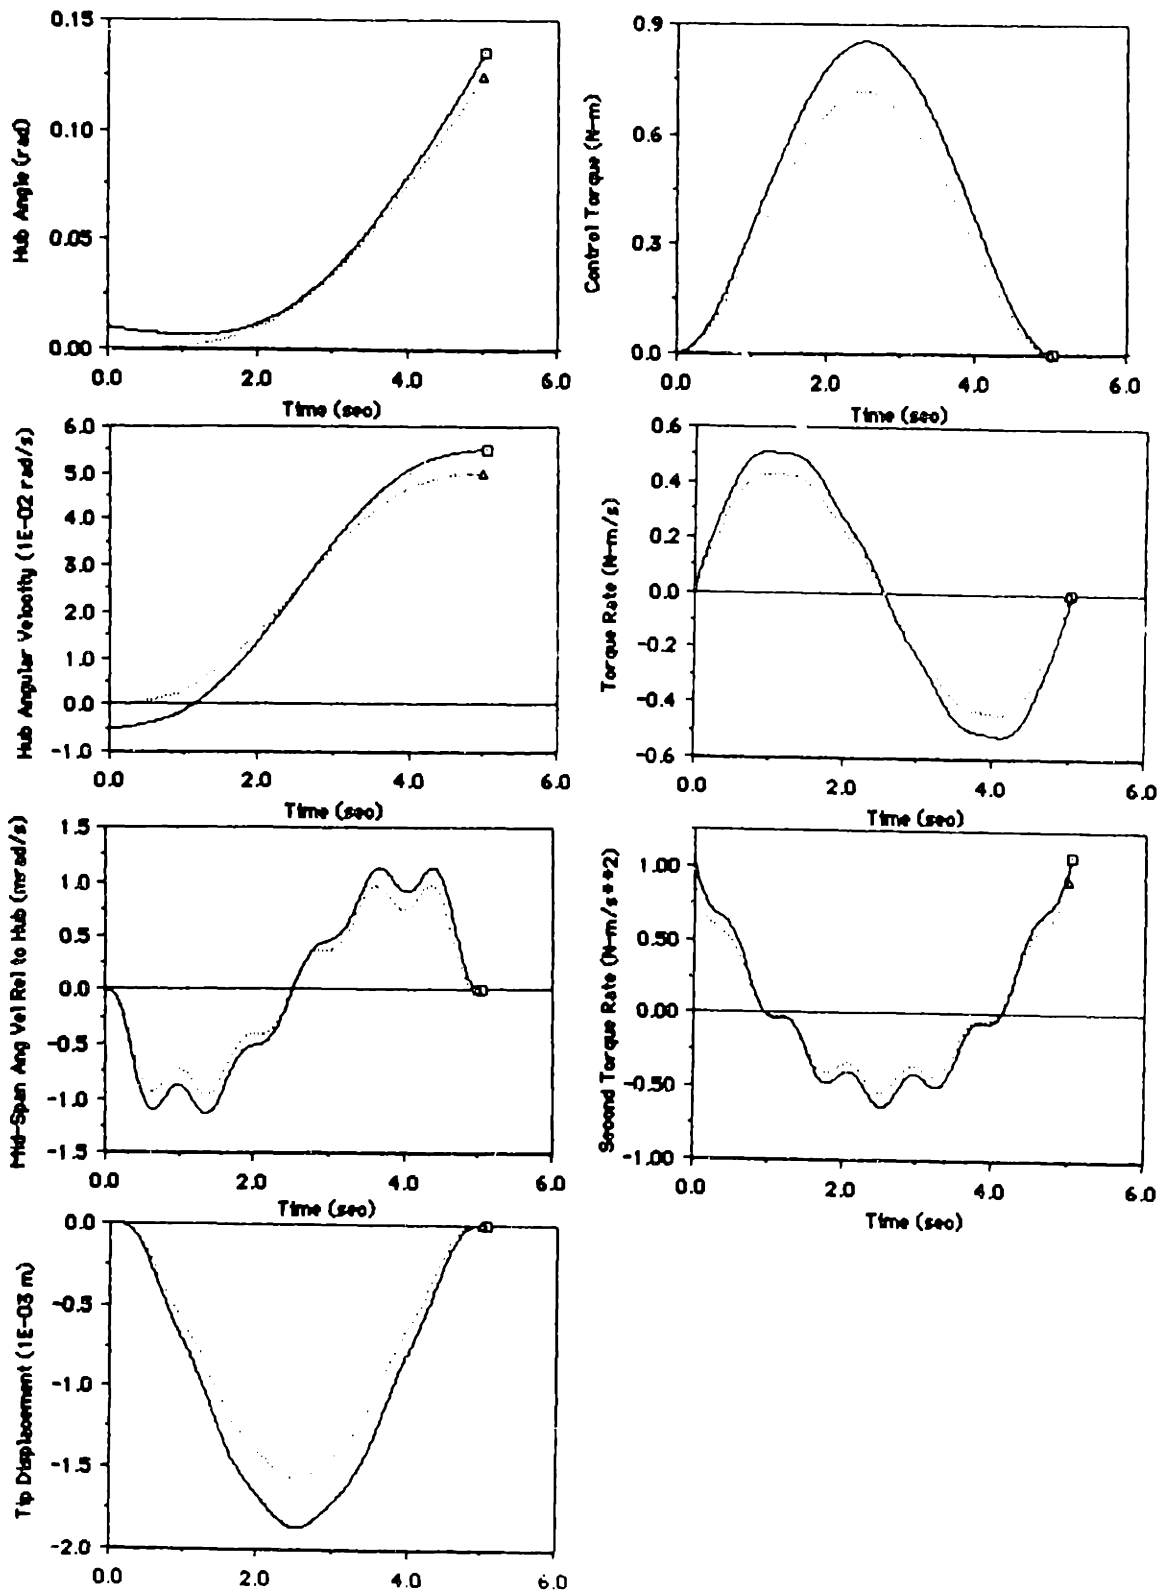 0.15
0.10
0.05
0.00
Hub Angle (rad)
0.0 2.0 4.0 6.0
Time (sec)
0.9
0.6
0.3
0.0
Control Torque (N-m)
0.0 2.0 4.0 6.0
Time (sec)
6.0
5.0
4.0
3.0
2.0
1.0
0.0
-1.0
Hub Angular Velocity (1E-02 rad/s)
0.0 2.0 4.0 6.0
Time (sec)
0.6
0.4
0.2
0.0
-0.2
-0.4
-0.6
Torque Rate (N-m/s)
0.0 2.0 4.0 6.0
Time (sec)
1.5
1.0
0.5
0.0
-0.5
-1.0
-1.5
Mid-Span Ang Vel Rel to Hub (mrad/s)
0.0 2.0 4.0 6.0
Time (sec)
1.00
0.50
0.00
-0.50
-1.00
Second Torque Rate (N-m/s**2)
0.0 2.0 4.0 6.0
Time (sec)
0.0
-0.5
-1.0
-1.5
-2.0
Tip Displacement (1E-03 m)
0.0 2.0 4.0 6.0